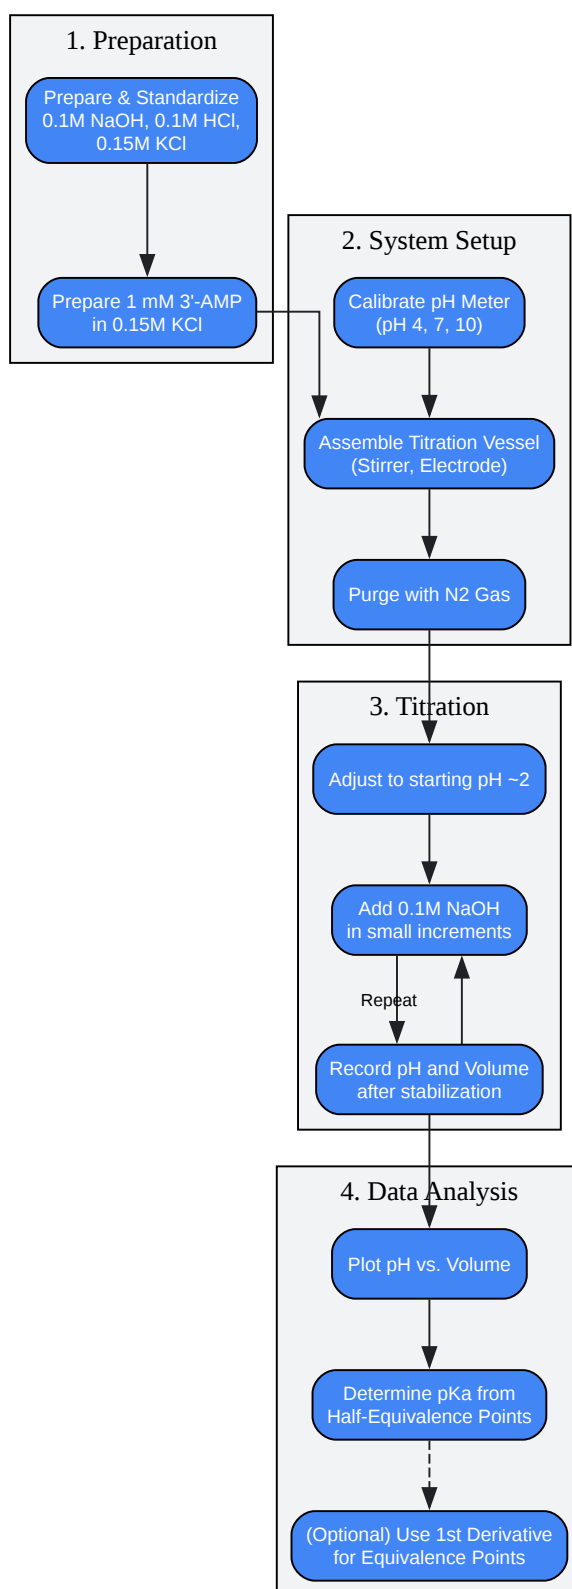 1. Preparation
Prepare & Standardize
0.1M NaOH, 0.1M HCl,
0.15M KCl
Prepare 1 mM 3'-AMP
in 0.15M KCl
2. System Setup
Calibrate pH Meter
(pH 4, 7, 10)
Assemble Titration Vessel
(Stirrer, Electrode)
Purge with N2 Gas
3. Titration
Adjust to starting pH ~2
Add 0.1M NaOH
in small increments
Repeat
Record pH and Volume
after stabilization
4. Data Analysis
Plot pH vs. Volume
Determine pKa from
Half-Equivalence Points
(Optional) Use 1st Derivative
for Equivalence Points